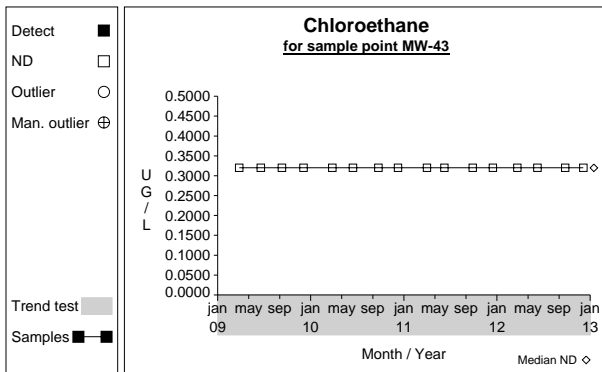 Detect
ND
Outlier
Man. outlier
Trend test
Samples
Chloroethane
for sample point MW-43
U
G
/
L
0.5000
0.4500
0.4000
0.3500
0.3000
0.2500
0.2000
0.1500
0.1000
0.0500
0.0000
jan may sep jan may sep jan may sep jan may sep jan
09 10 11 12 13
Month / Year
Median ND